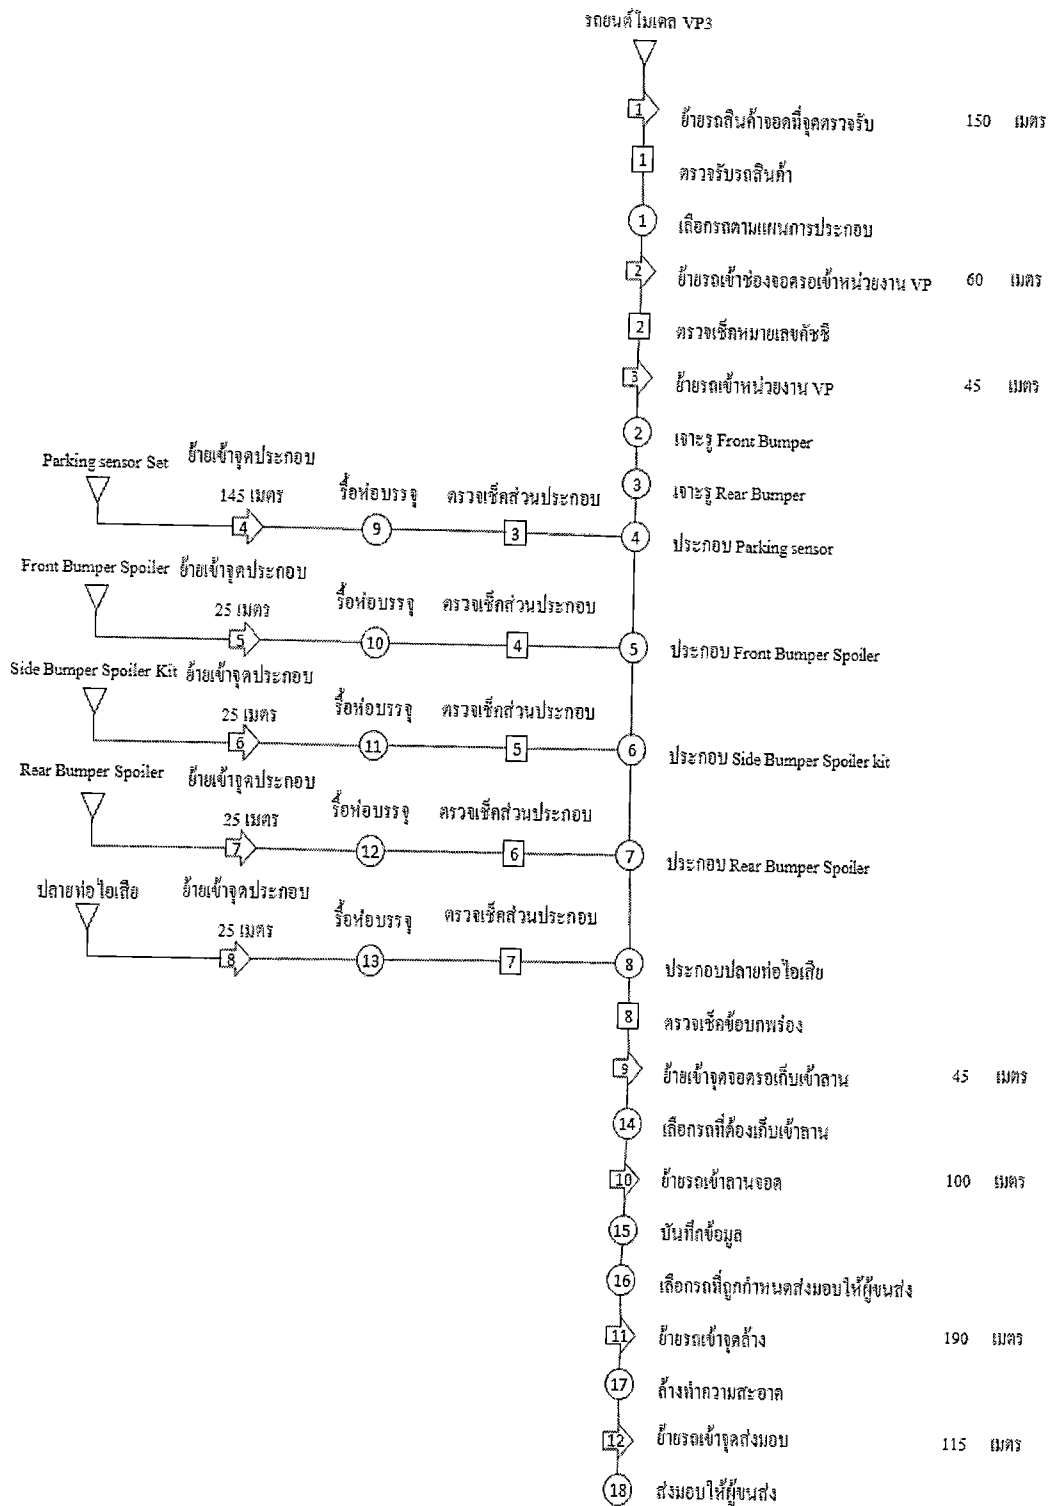 รถยนต์โมเดล VP3
1 ย้ายรถสินค้าจอดที่จุดตรวจรับ 150 เมตร
1 ตรวจรับรถสินค้า
1 เลือกรถตามแผนการประกอบ
2 ย้ายรถเข้าช่องจอดรอเข้าหน่วยงาน VP 60 เมตร
2 ตรวจเช็คหมายเลขคัชซี
3 ย้ายรถเข้าหน่วยงาน VP 45 เมตร
2 เจาะรู Front Bumper
3 เจาะรู Rear Bumper
Parking sensor Set ย้ายเข้าจุดประกอบ
145 เมตร รื้อห่อบรรจุ ตรวจเช็คส่วนประกอบ
4 9 3 4 ประกอบ Parking sensor
Front Bumper Spoiler ย้ายเข้าจุดประกอบ
25 เมตร รื้อห่อบรรจุ ตรวจเช็คส่วนประกอบ
5 10 4 5 ประกอบ Front Bumper Spoiler
Side Bumper Spoiler Kit ย้ายเข้าจุดประกอบ
25 เมตร รื้อห่อบรรจุ ตรวจเช็คส่วนประกอบ
6 11 5 6 ประกอบ Side Bumper Spoiler kit
Rear Bumper Spoiler ย้ายเข้าจุดประกอบ
25 เมตร รื้อห่อบรรจุ ตรวจเช็คส่วนประกอบ
7 12 6 7 ประกอบ Rear Bumper Spoiler
ปลายท่อไอเสีย ย้ายเข้าจุดประกอบ
25 เมตร รื้อห่อบรรจุ ตรวจเช็คส่วนประกอบ
8 13 7 8 ประกอบปลายท่อไอเสีย
8 ตรวจเช็คข้อบกพร่อง
9 ย้ายเข้าจุดจอดรอเก็บเข้าลาน 45 เมตร
14 เลือกรถที่ต้องเก็บเข้าลาน
10 ย้ายรถเข้าลานจอด 100 เมตร
15 บันทึกข้อมูล
16 เลือกรถที่ถูกกำหนดส่งมอบให้ผู้ขนส่ง
11 ย้ายรถเข้าจุดล้าง 190 เมตร
17 ล้างทำความสะอาด
12 ย้ายรถเข้าจุดส่งมอบ 115 เมตร
18 ส่งมอบให้ผู้ขนส่ง